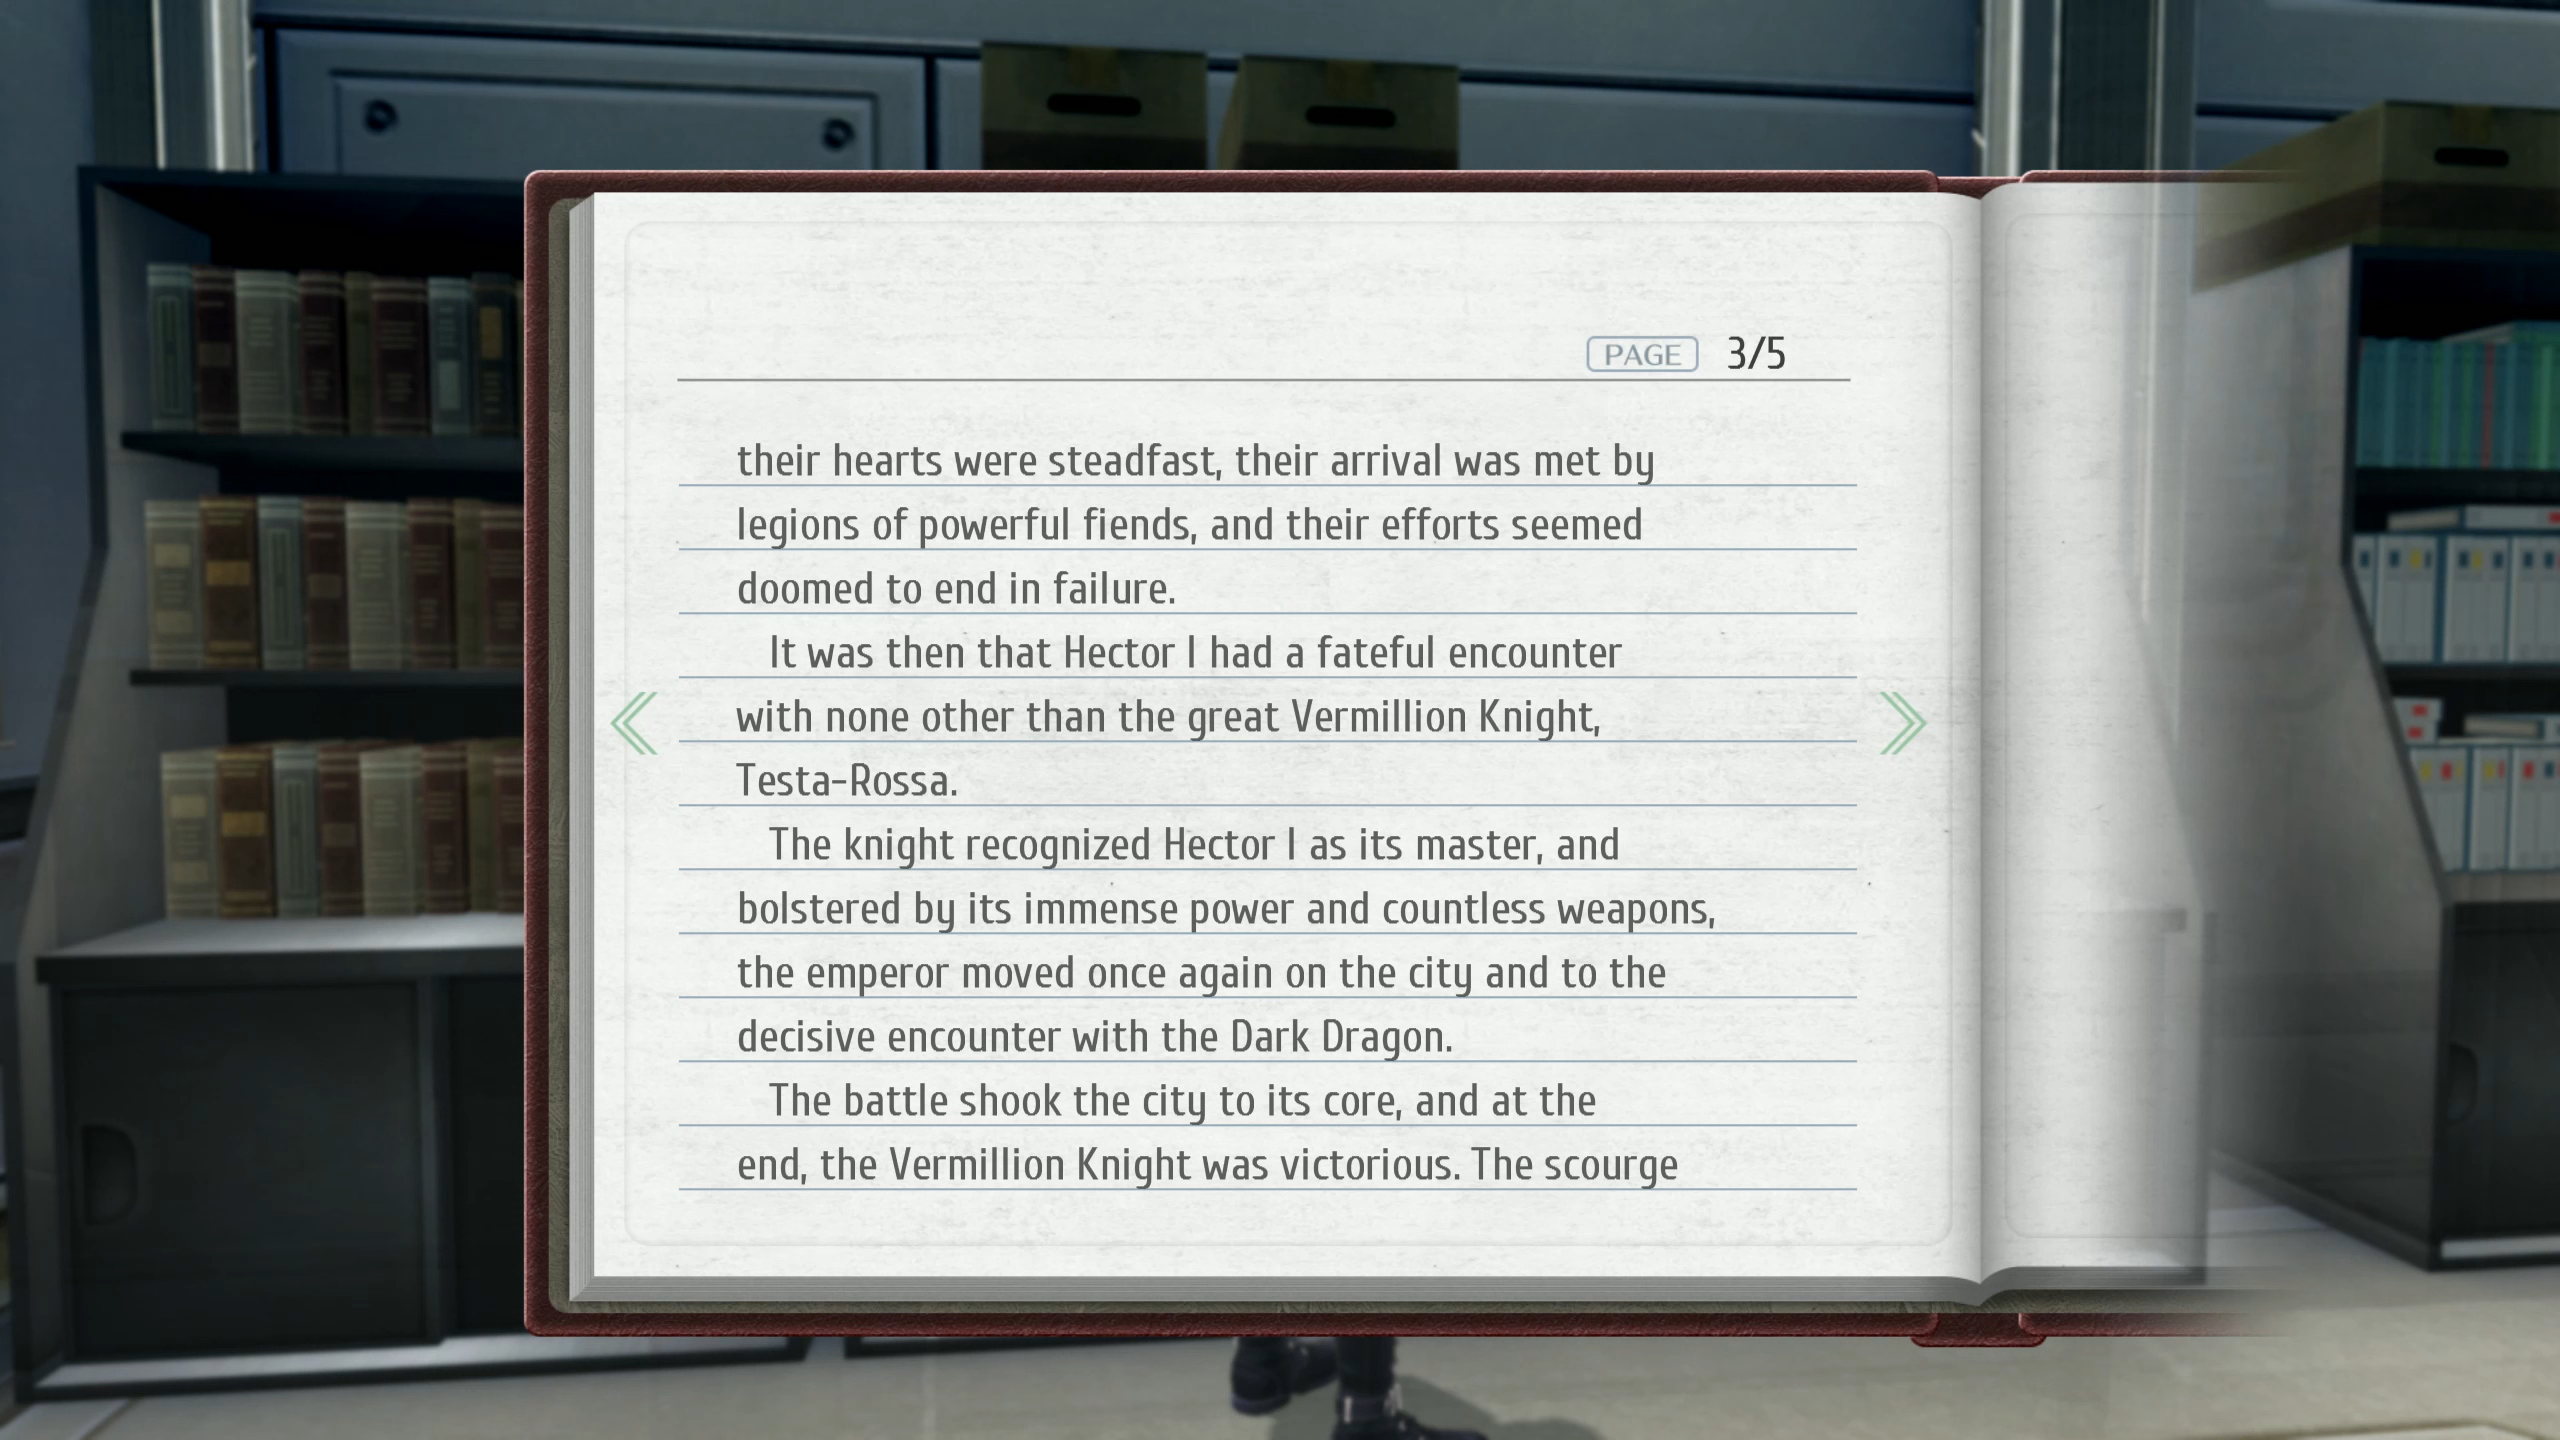 PAGE 3/5
their hearts were steadfast, their arrival was met by
legions of powerful fiends, and their efforts seemed
doomed to end in failure.
It was then that Hector I had a fateful encounter
with none other than the great Vermillion Knight,
Testa-Rossa.
The knight recognized Hector I as its master, and
bolstered by its immense power and countless weapons,
the emperor moved once again on the city and to the
decisive encounter with the Dark Dragon.
The battle shook the city to its core, and at the
end, the Vermillion Knight was victorious. The scourge